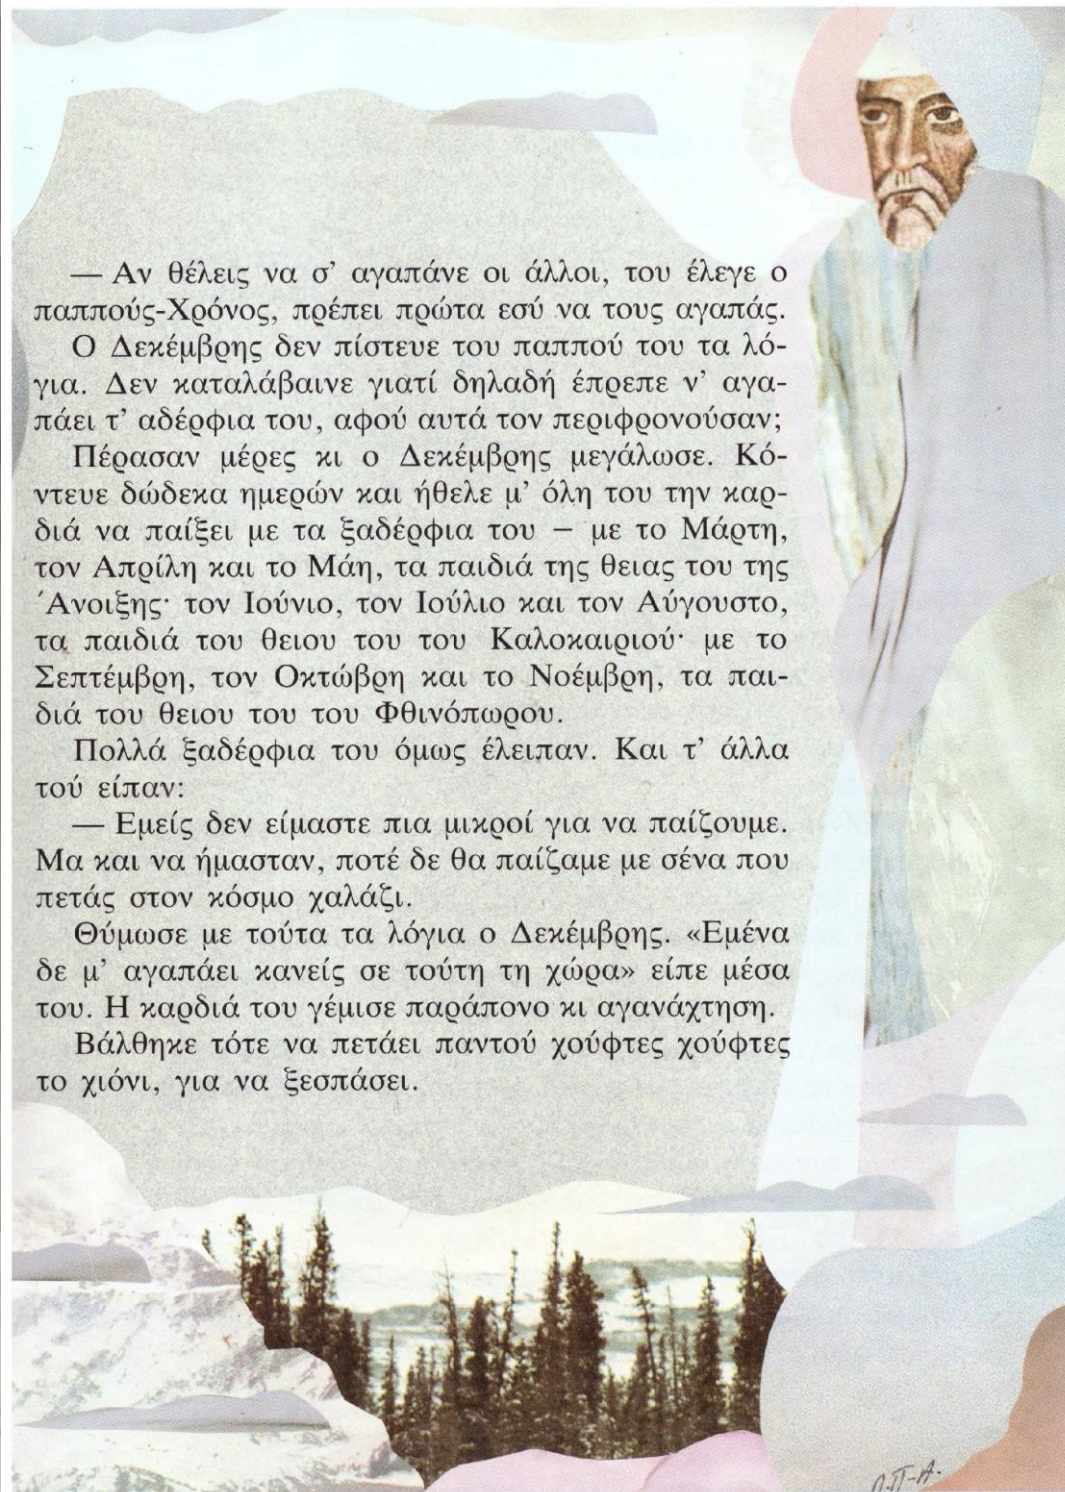 — Αν θέλεις να σ' αγαπάνε οι άλλοι, του έλεγε ο
παππούς-Χρόνος, πρέπει πρώτα εσύ να τους αγαπάς.
Ο Δεκέμβρης δεν πίστευε του παππού του τα λό-
για. Δεν καταλάβαινε γιατί δηλαδή έπρεπε ν' αγα-
πάει τ' αδέρφια του, αφού αυτά τον περιφρονούσαν;
Πέρασαν μέρες κι ο Δεκέμβρης μεγάλωσε. Κό-
ντευε δώδεκα ημερών και ήθελε μ' όλη του την καρ-
διά να παίξει με τα ξαδέρφια του – με το Μάρτη,
τον Απρίλη και το Μάη, τα παιδιά της θειας του της
Άνοιξης· τον Ιούνιο, τον Ιούλιο και τον Αύγουστο,
τα παιδιά του θειου του του Καλοκαιριού· με το
Σεπτέμβρη, τον Οκτώβρη και το Νοέμβρη, τα παι-
διά του θειου του του Φθινόπωρου.
Πολλά ξαδέρφια του όμως έλειπαν. Και τ' άλλα
τού είπαν:
— Εμείς δεν είμαστε πια μικροί για να παίζουμε.
Μα και να ήμασταν, ποτέ δε θα παίζαμε με σένα που
πετάς στον κόσμο χαλάζι.
Θύμωσε με τούτα τα λόγια ο Δεκέμβρης. «Εμένα
δε μ' αγαπάει κανείς σε τούτη τη χώρα» είπε μέσα
του. Η καρδιά του γέμισε παράπονο κι αγανάχτηση.
Βάλθηκε τότε να πετάει παντού χούφτες χούφτες
το χιόνι, για να ξεσπάσει.